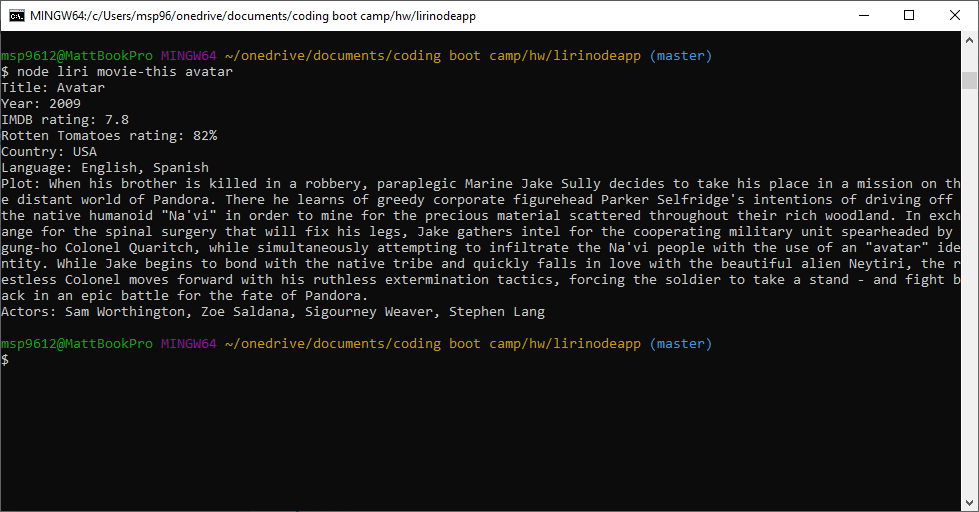 MINGW64:/c/Users/msp96/onedrive/documents/coding boot camp/hw/lirinodeapp
msp9612@MattBookPro MINGW64 ~/onedrive/documents/coding boot camp/hw/lirinodeapp (master)
$ node liri movie-this avatar
Title: Avatar
Year: 2009
IMDB rating: 7.8
Rotten Tomatoes rating: 82%
Country: USA
Language: English, Spanish
Plot: When his brother is killed in a robbery, paraplegic Marine Jake Sully decides to take his place in a mission on th
e distant world of Pandora. There he learns of greedy corporate figurehead Parker Selfridge's intentions of driving off
the native humanoid "Na'vi" in order to mine for the precious material scattered throughout their rich woodland. In exch
ange for the spinal surgery that will fix his legs, Jake gathers intel for the cooperating military unit spearheaded by
gung-ho Colonel Quaritch, while simultaneously attempting to infiltrate the Na'vi people with the use of an "avatar" ide
ntity. While Jake begins to bond with the native tribe and quickly falls in love with the beautiful alien Neytiri, the r
estless Colonel moves forward with his ruthless extermination tactics, forcing the soldier to take a stand - and fight b
ack in an epic battle for the fate of Pandora.
Actors: Sam Worthington, Zoe Saldana, Sigourney Weaver, Stephen Lang
msp9612@MattBookPro MINGW64 ~/onedrive/documents/coding boot camp/hw/lirinodeapp (master)
$